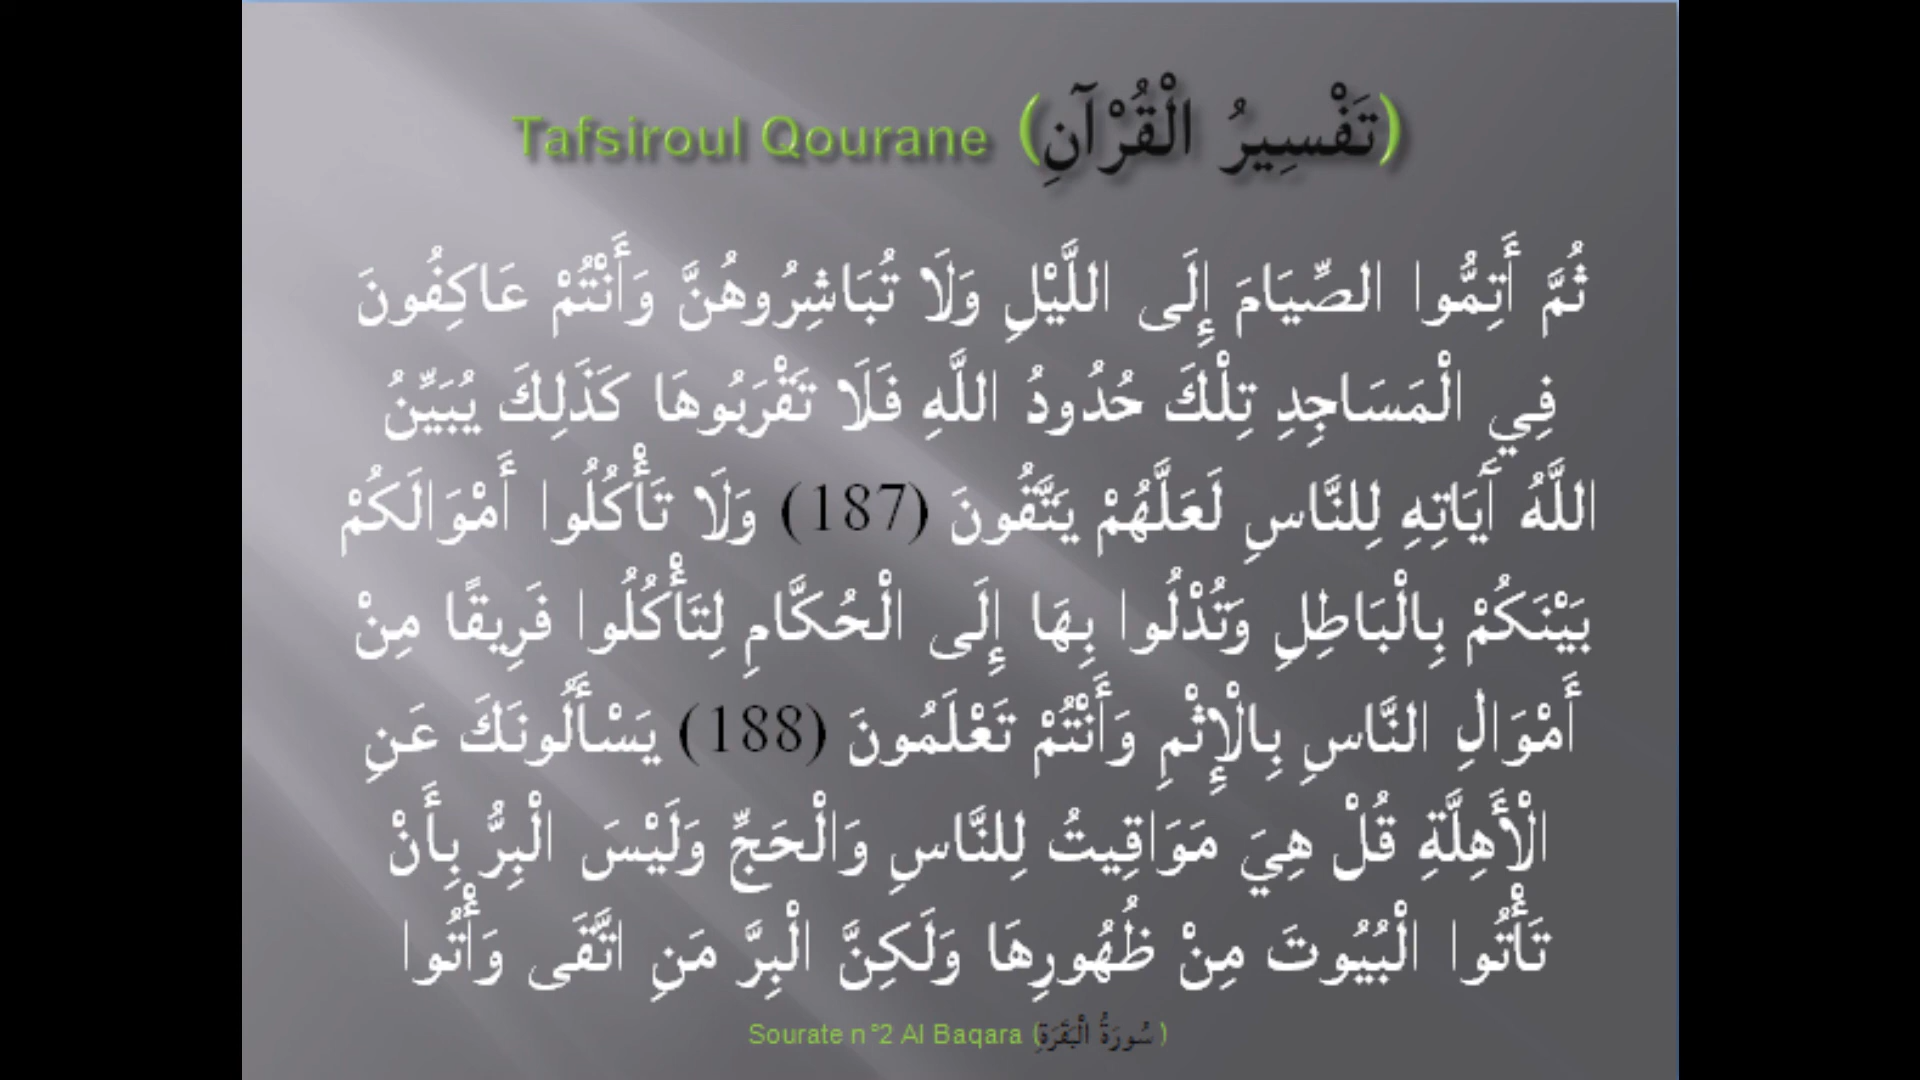 Tafsiroul Qourane (تَفْسِيرُ الْقُرْآنِ)
ثُمَّ أَتِمُّوا الصِّيَامَ إِلَى اللَّيْلِ وَلَا تُبَاشِرُوهُنَّ وَأَنْتُمْ عَاكِفُونَ
فِي الْمَسَاجِدِ تِلْكَ حُدُودُ اللَّهِ فَلَا تَقْرَبُوهَا كَذَلِكَ يُبَيِّنُ
اللَّهُ آَيَاتِهِ لِلنَّاسِ لَعَلَّهُمْ يَتَّقُونَ (187) وَلَا تَأْكُلُوا أَمْوَالَكُمْ
بَيْنَكُمْ بِالْبَاطِلِ وَتُدْلُوا بِهَا إِلَى الْحُكَّامِ لِتَأْكُلُوا فَرِيقًا مِنْ
أَمْوَالِ النَّاسِ بِالْإِثْمِ وَأَنْتُمْ تَعْلَمُونَ (188) يَسْأَلُونَكَ عَنِ
الْأَهِلَّةِ قُلْ هِيَ مَوَاقِيتُ لِلنَّاسِ وَالْحَجِّ وَلَيْسَ الْبِرُّ بِأَنْ
تَأْتُوا الْبُيُوتَ مِنْ ظُهُورِهَا وَلَكِنَّ الْبِرَّ مَنِ اتَّقَى وَأْتُوا
Sourate n°2 Al Baqara (سُورَةُ الْبَقَرَةِ)